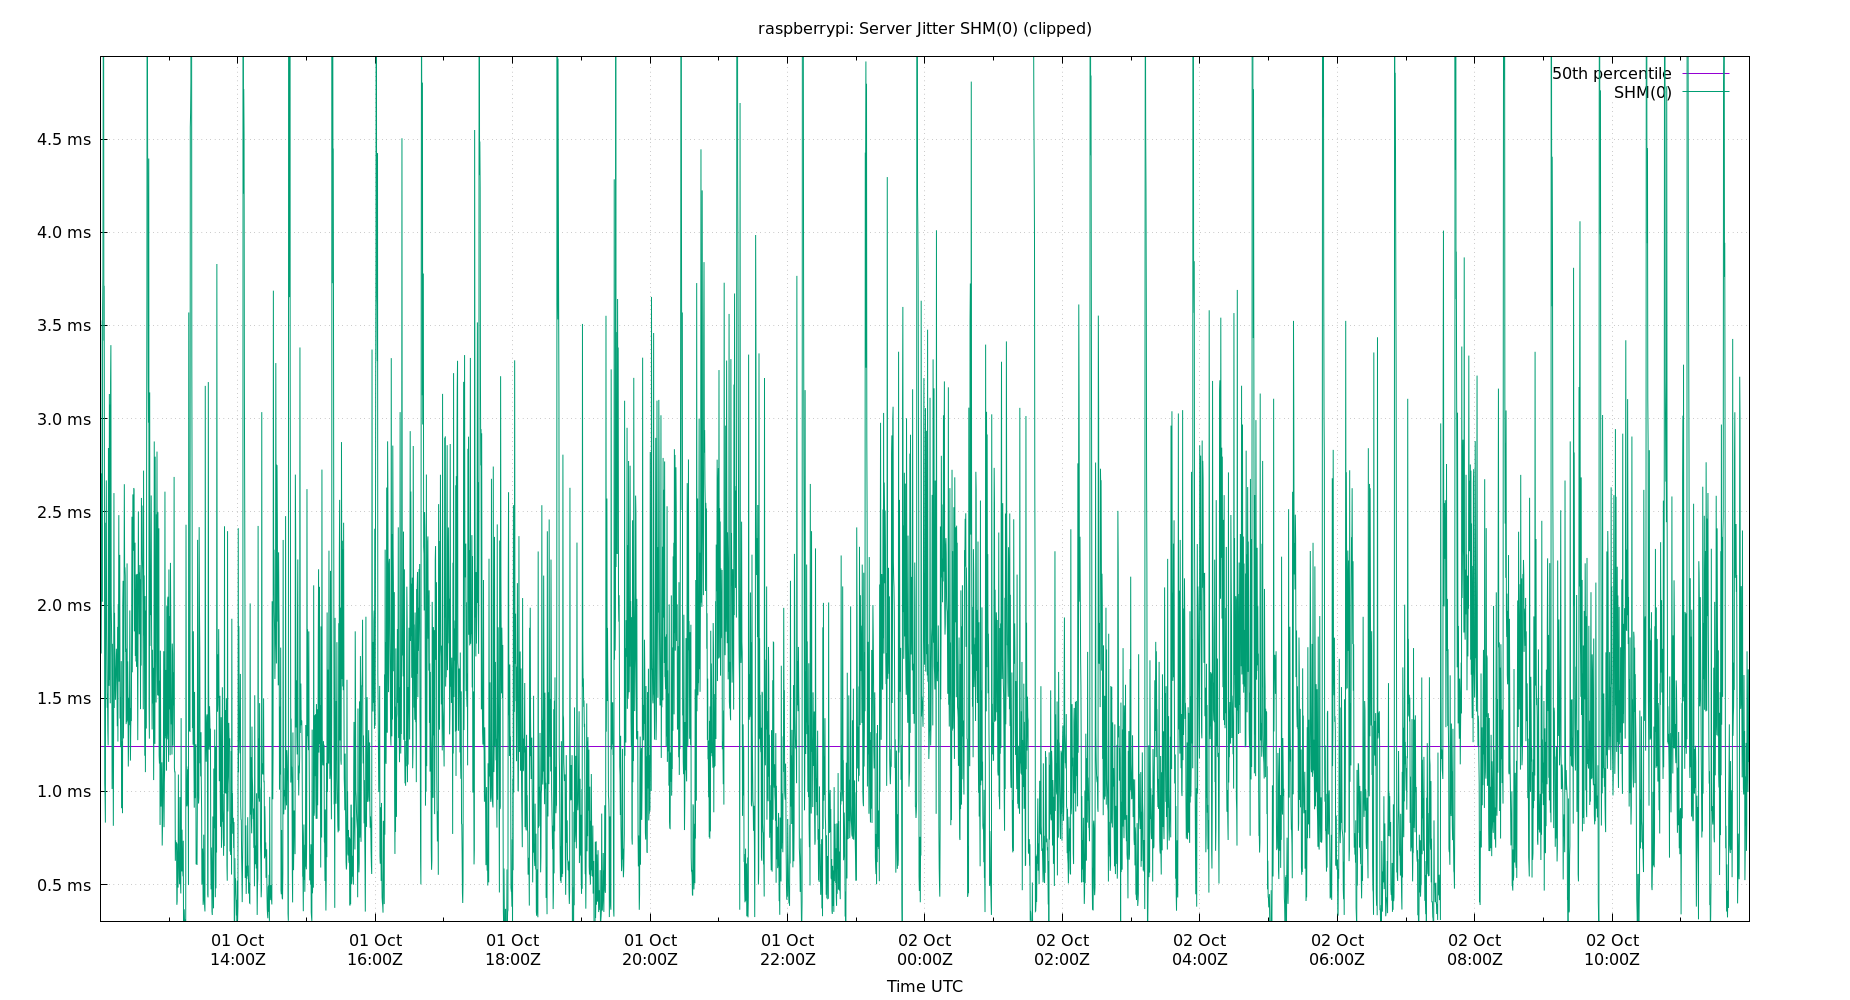 raspberrypi: Server Jitter SHM(0) (clipped)
50th percentile
SHM(0)
4.5 ms
4.0 ms
3.5 ms
3.0 ms
2.5 ms
2.0 ms
1.5 ms
1.0 ms
0.5 ms
01 Oct 01 Oct 01 Oct 01 Oct 01 Oct 02 Oct 02 Oct 02 Oct 02 Oct 02 Oct 02 Oct
14:00Z 16:00Z 18:00Z 20:00Z 22:00Z 00:00Z 02:00Z 04:00Z 06:00Z 08:00Z 10:00Z
Time UTC